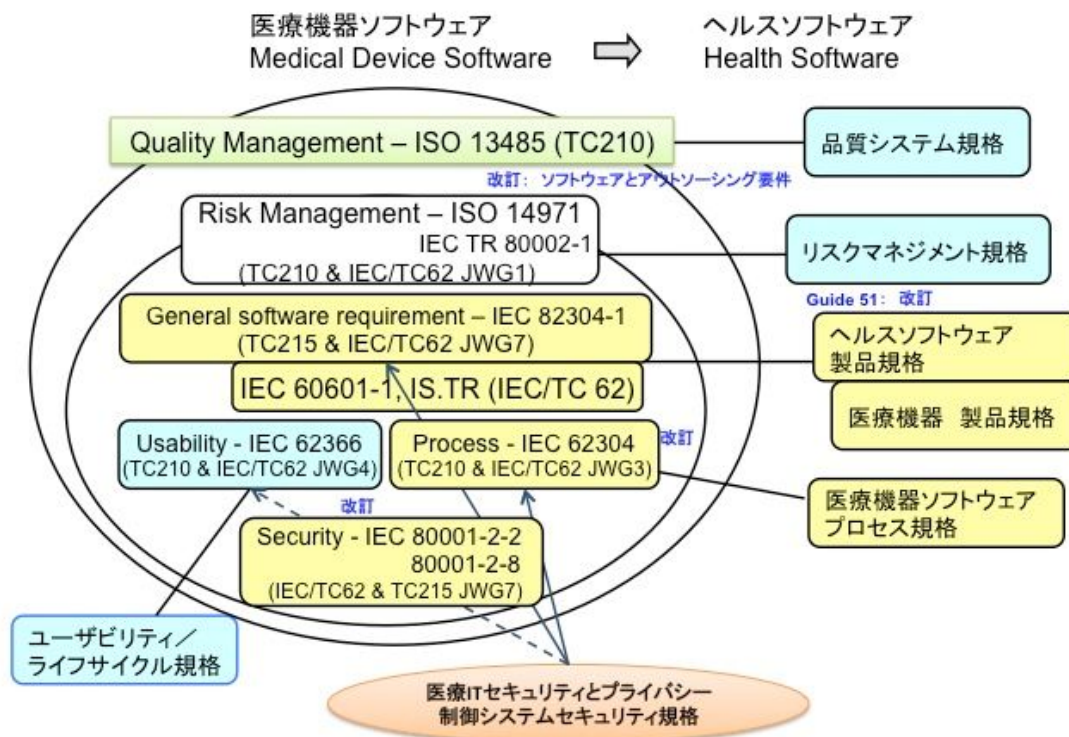 医療機器ソフトウェア
Medical Device Software
ヘルスソフトウェア
Health Software
Quality Management – ISO 13485 (TC210)
品質システム規格
改訂： ソフトウェアとアウトソーシング要件
Risk Management – ISO 14971
IEC TR 80002-1
(TC210 & IEC/TC62 JWG1)
リスクマネジメント規格
Guide 51： 改訂
General software requirement – IEC 82304-1
(TC215 & IEC/TC62 JWG7)
ヘルスソフトウェア
製品規格
IEC 60601-1, IS.TR (IEC/TC 62)
医療機器 製品規格
Usability - IEC 62366
(TC210 & IEC/TC62 JWG4)
Process - IEC 62304
(TC210 & IEC/TC62 JWG3)
改訂
医療機器ソフトウェア
プロセス規格
改訂
Security - IEC 80001-2-2
80001-2-8
(IEC/TC62 & TC215 JWG7)
ユーザビリティ／
ライフサイクル規格
医療ITセキュリティとプライバシー
制御システムセキュリティ規格